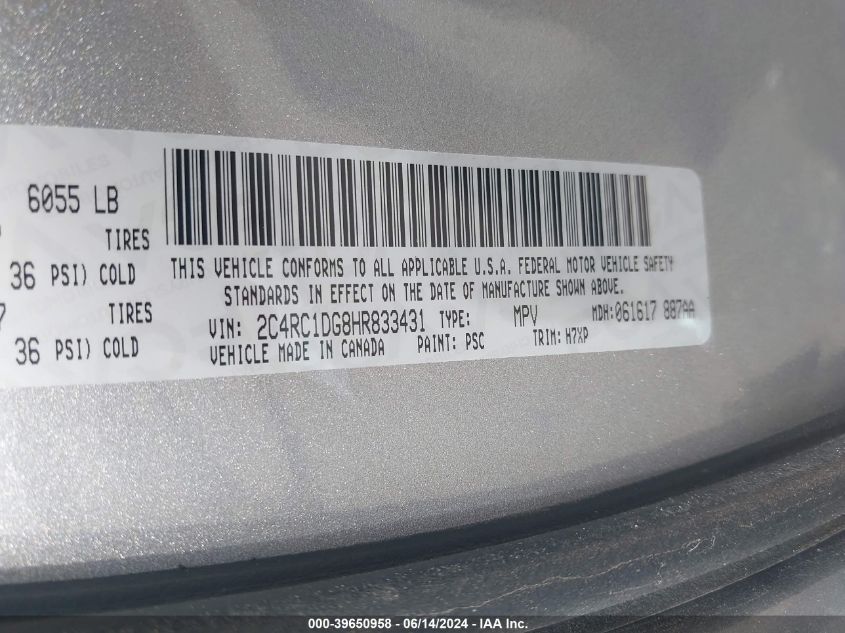 6055 LB
TIRES
36 PSI) COLD
TIRES
36 PSI) COLD
THIS VEHICLE CONFORMS TO ALL APPLICABLE U.S.A. FEDERAL MOTOR VEHICLE SAFETY
STANDARDS IN EFFECT ON THE DATE OF MANUFACTURE SHOWN ABOVE.
VIN: 2C4RC1DG8HR833431 TYPE: MPV MDH:061617 887AA
VEHICLE MADE IN CANADA PAINT: PSC TRIM: H7XP
000-39650958 - 06/14/2024 - IAA Inc.